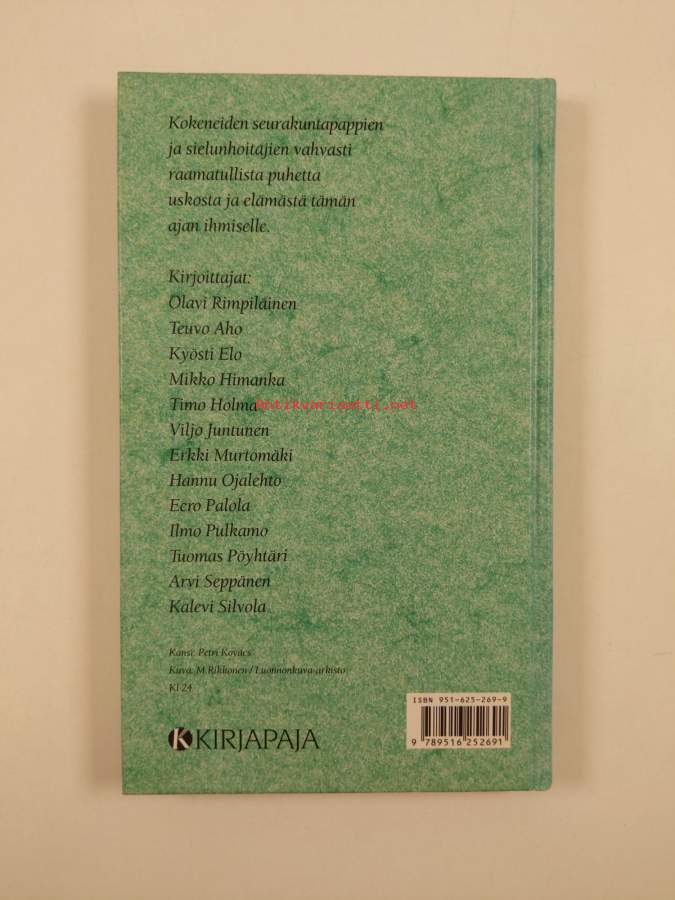 Kokeneiden seurakuntapappien
ja sielunhoitajien vahvasti
raamatullista puhetta
uskosta ja elämästä tämän
ajan ihmiselle.
Kirjoittajat:
Olavi Rimpiläinen
Teuvo Aho
Kyösti Elo
Mikko Himanka
Timo Holma
Antikvariaatti.net
Viljo Juntunen
Erkki Murtomäki
Hannu Ojalehto
Eero Palola
Ilmo Pulkamo
Tuomas Pöyhtäri
Arvi Seppänen
Kalevi Silvola
Kansi: Petri Kovács
Kuva: M Rikkonen / Luonnonkuva-arkisto
Kl 24
ISBN 951-625-269-9
K KIRJAPAJA
9 789516 252691